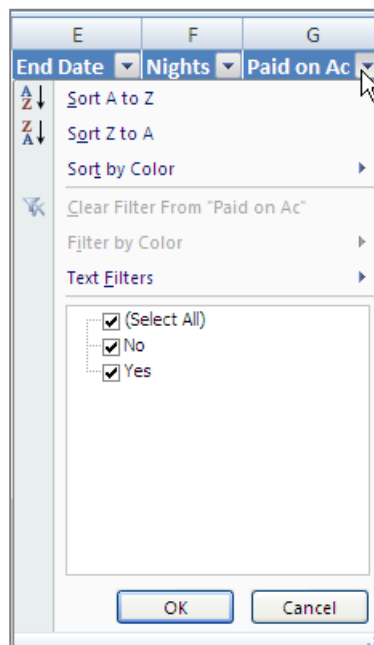 E F G
End Date Nights Paid on Ac
Sort A to Z
Sort Z to A
Sort by Color
Clear Filter From "Paid on Ac"
Filter by Color
Text Filters
(Select All)
No
Yes
OK Cancel